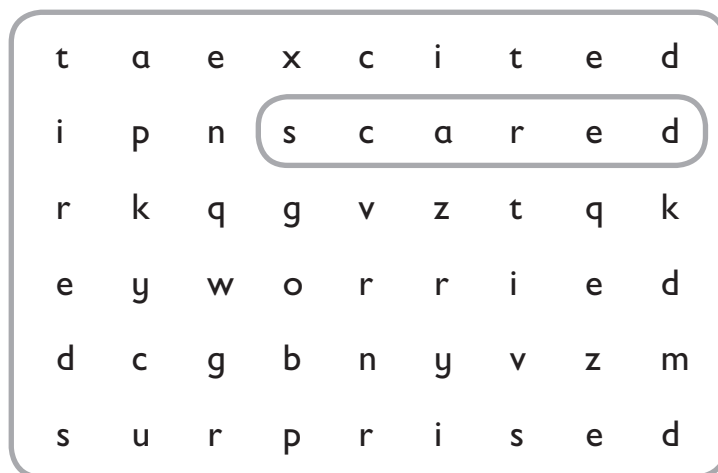 t a e x c i t e d
i p n s c a r e d
r k q g v z t q k
e y w o r r i e d
d c g b n y v z m
s u r p r i s e d